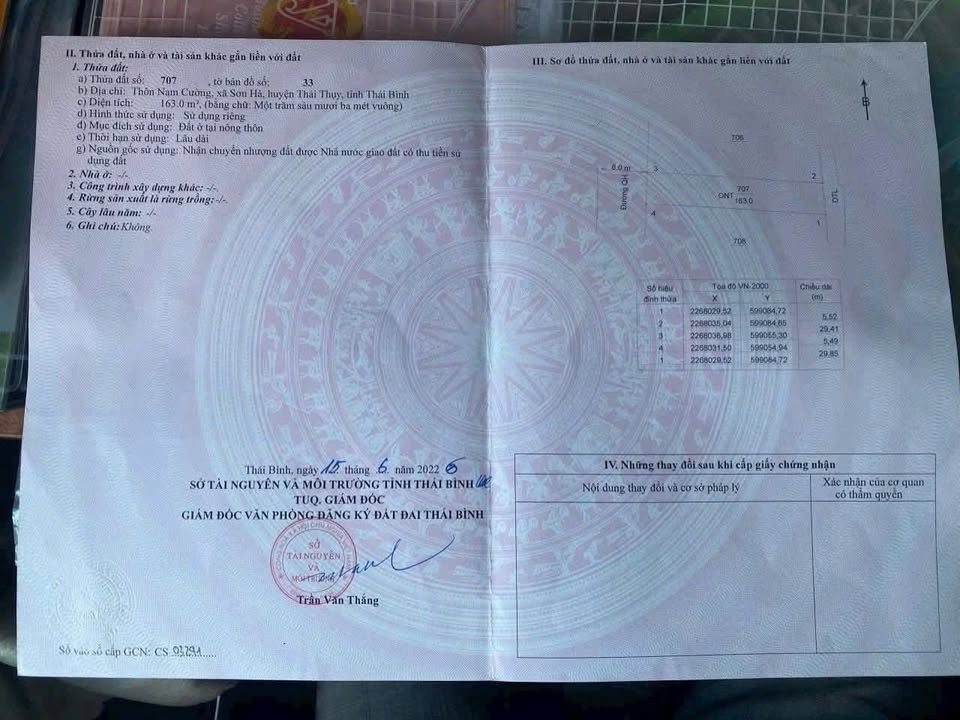 II. Thửa đất, nhà ở và tài sản khác gắn liền với đất
1. Thửa đất:
a) Thửa đất số: 707 , tờ bản đồ số: 33
b) Địa chỉ: Thôn Nam Cường, xã Sơn Hà, huyện Thái Thụy, tỉnh Thái Bình
c) Diện tích: 163.0 m², (bằng chữ: Một trăm sáu mươi ba mét vuông)
d) Hình thức sử dụng: Sử dụng riêng
đ) Mục đích sử dụng: Đất ở tại nông thôn
e) Thời hạn sử dụng: Lâu dài
g) Nguồn gốc sử dụng: Nhận chuyển nhượng đất được Nhà nước giao đất có thu tiền sử
dụng đất
2. Nhà ở: -/-
3. Công trình xây dựng khác: -/-
4. Rừng sản xuất là rừng trồng: -/-
5. Cây lâu năm: -/-
6. Ghi chú: Không
Thái Bình, ngày 15 tháng 6 năm 2022
SỞ TÀI NGUYÊN VÀ MÔI TRƯỜNG TỈNH THÁI BÌNH
TUQ. GIÁM ĐỐC
GIÁM ĐỐC VĂN PHÒNG ĐĂNG KÝ ĐẤT ĐAI THÁI BÌNH
SỞ
TÀI NGUYÊN
VÀ
MÔI TRƯỜNG
Trần Văn Thắng
Số vào sổ cấp GCN: CS 03291
III. Sơ đồ thửa đất, nhà ở và tài sản khác gắn liền với đất
B
706
8.0 m
3
2
Đường QH
ONT
707
163.0
DTL
4
1
708
Số hiệu đỉnh thửa Tọa độ VN-2000 Chiều dài (m)
X Y
1 2268029,52 599084,72
5,52
2 2268035,04 599084,65
29,41
3 2268036,98 599055,30
5,49
4 2268031,50 599054,94
29,85
1 2268029,52 599084,72
IV. Những thay đổi sau khi cấp giấy chứng nhận
Nội dung thay đổi và cơ sở pháp lý
Xác nhận của cơ quan
có thẩm quyền